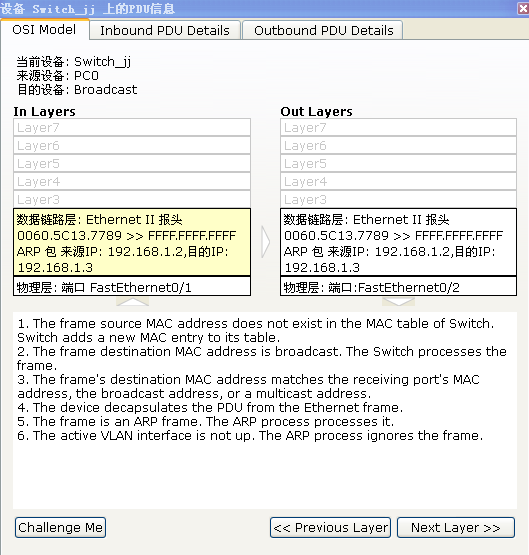 设备 Switch_jj 上的PDU信息
OSI Model
Inbound PDU Details
Outbound PDU Details
当前设备: Switch_jj
来源设备: PC0
目的设备: Broadcast
In Layers
Layer7
Layer6
Layer5
Layer4
Layer3
数据链路层: Ethernet II 报头
0060.5C13.7789 >> FFFF.FFFF.FFFF
ARP 包 来源IP: 192.168.1.2,目的IP:
192.168.1.3
物理层: 端口 FastEthernet0/1
Out Layers
Layer7
Layer6
Layer5
Layer4
Layer3
数据链路层: Ethernet II 报头
0060.5C13.7789 >> FFFF.FFFF.FFFF
ARP 包 来源IP: 192.168.1.2,目的IP:
192.168.1.3
物理层: 端口:FastEthernet0/2
1. The frame source MAC address does not exist in the MAC table of Switch.
Switch adds a new MAC entry to its table.
2. The frame destination MAC address is broadcast. The Switch processes the
frame.
3. The frame's destination MAC address matches the receiving port's MAC
address, the broadcast address, or a multicast address.
4. The device decapsulates the PDU from the Ethernet frame.
5. The frame is an ARP frame. The ARP process processes it.
6. The active VLAN interface is not up. The ARP process ignores the frame.
Challenge Me
<< Previous Layer
Next Layer >>